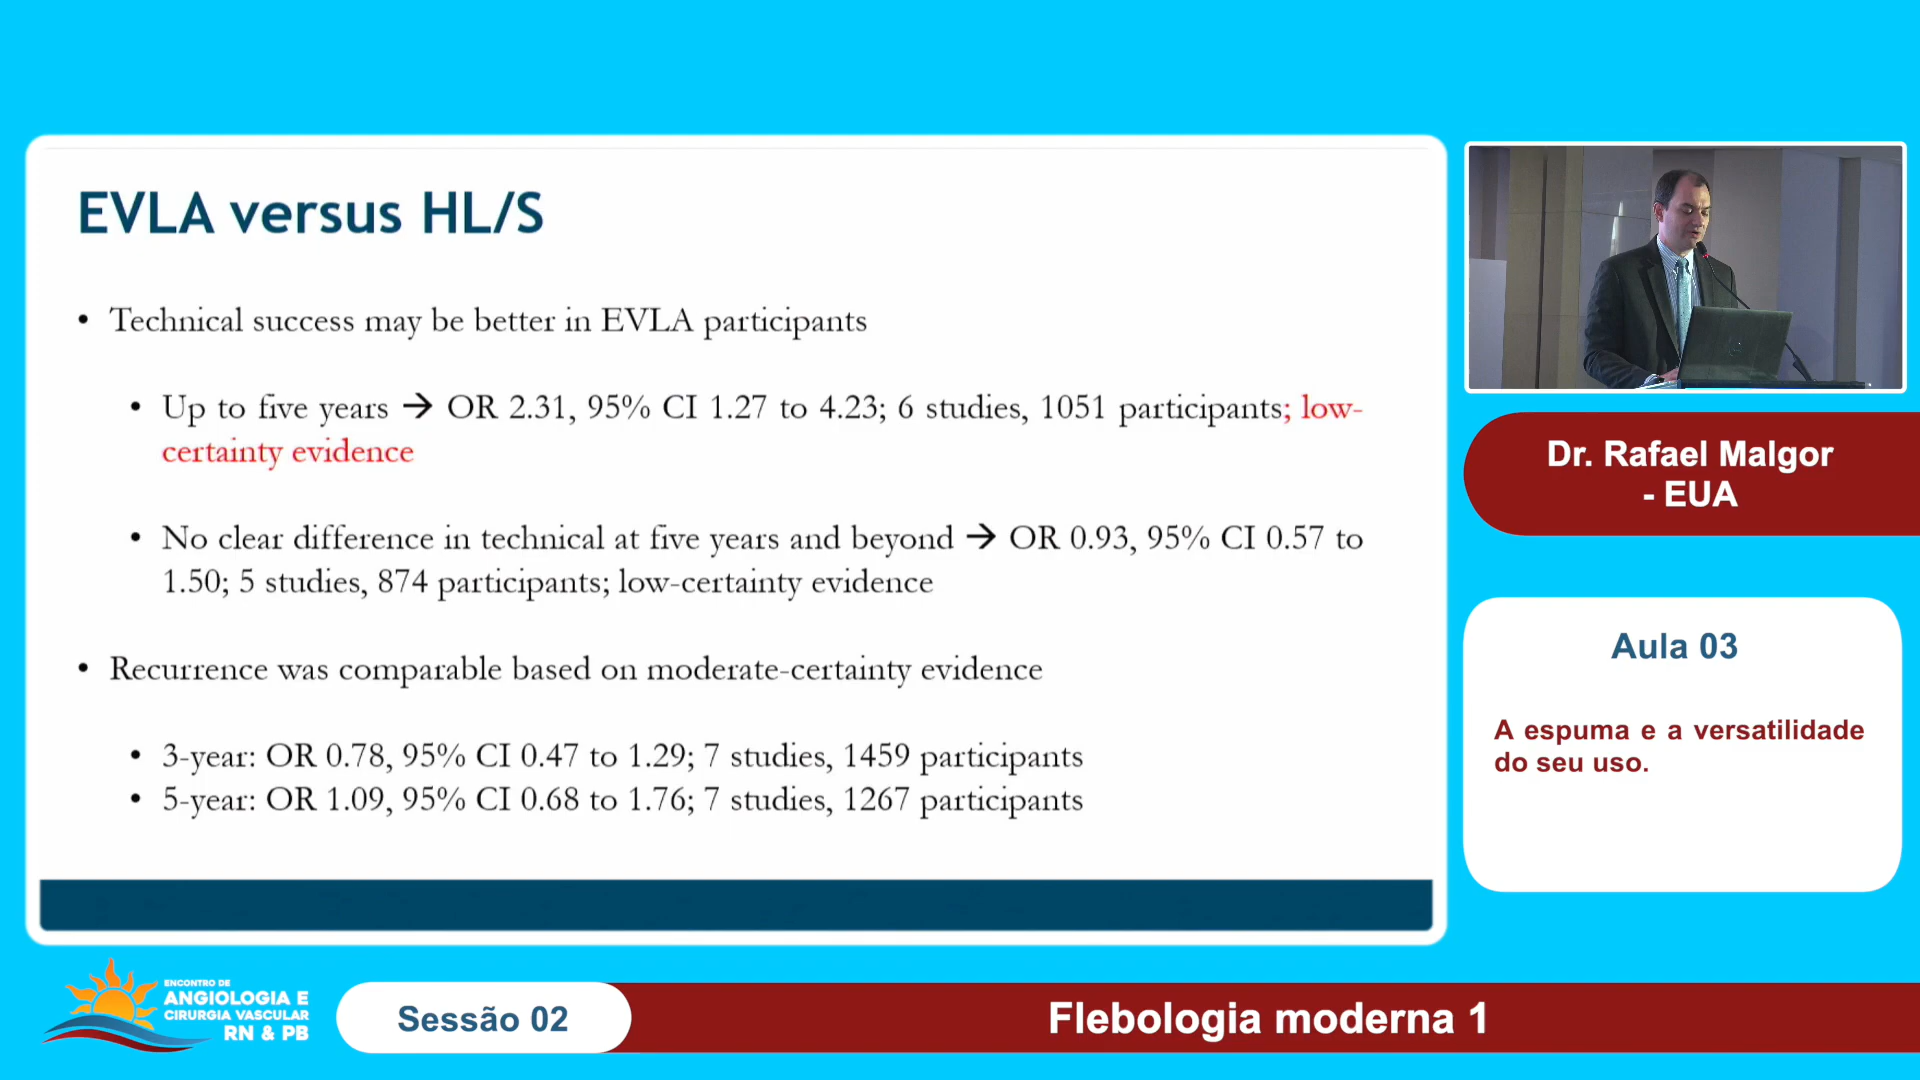 EVLA versus HL/S
• Technical success may be better in EVLA participants
• Up to five years → OR 2.31, 95% CI 1.27 to 4.23; 6 studies, 1051 participants; low-
certainty evidence
• No clear difference in technical at five years and beyond → OR 0.93, 95% CI 0.57 to
1.50; 5 studies, 874 participants; low-certainty evidence
• Recurrence was comparable based on moderate-certainty evidence
• 3-year: OR 0.78, 95% CI 0.47 to 1.29; 7 studies, 1459 participants
• 5-year: OR 1.09, 95% CI 0.68 to 1.76; 7 studies, 1267 participants
Dr. Rafael Malgor
- EUA
Aula 03
A espuma e a versatilidade
do seu uso.
ENCONTRO DE
ANGIOLOGIA E
CIRURGIA VASCULAR
RN & PB
Sessão 02
Flebologia moderna 1